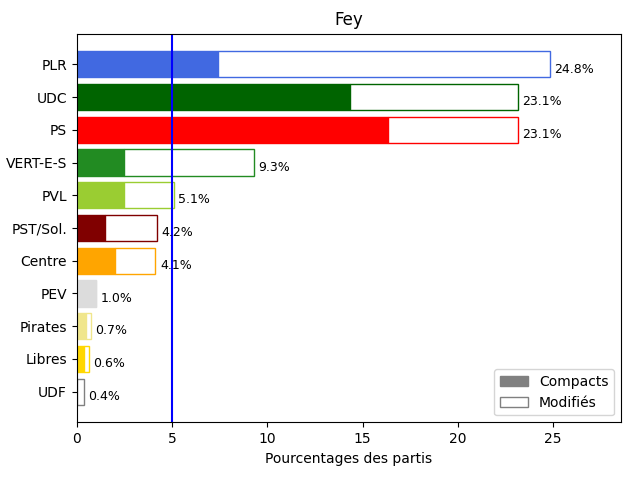 Fey
PLR 24.8%
UDC 23.1%
PS 23.1%
VERT-E-S 9.3%
PVL 5.1%
PST/Sol. 4.2%
Centre 4.1%
PEV 1.0%
Pirates 0.7%
Libres 0.6%
UDF 0.4%
Compacts
Modifiés
0 5 10 15 20 25
Pourcentages des partis